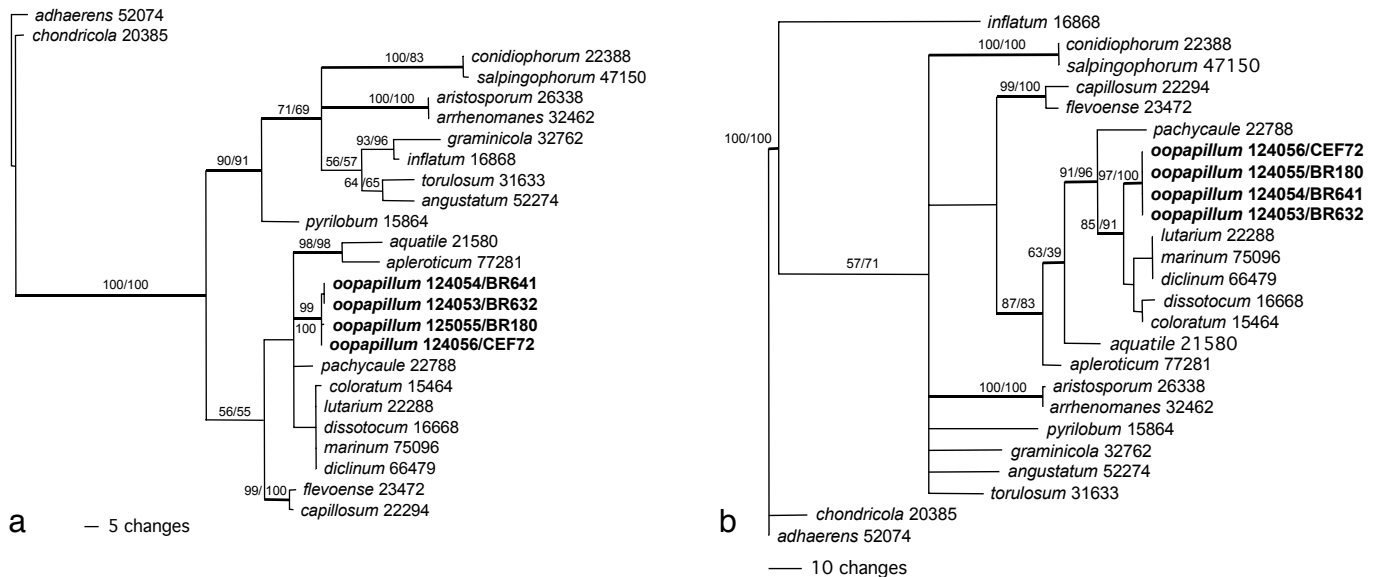 adhaerens 52074
chondricola 20385
100/83
conidiophorum 22388
salpingophorum 47150
71/69
100/100
aristosporum 26338
arrhenomanes 32462
93/96
graminicola 32762
inflatum 16868
90/91
56/57
64/65
torulosum 31633
angustatum 52274
pyrilobum 15864
98/98
aquatile 21580
apleroticum 77281
100/100
oopapillum 124054/BR641
99
oopapillum 124053/BR632
100
oopapillum 125055/BR180
oopapillum 124056/CEF72
pachycaule 22788
coloratum 15464
56/55
lutarium 22288
dissotocum 16668
marinum 75096
diclinum 66479
99/100
flevoense 23472
capillosum 22294
a
5 changes
inflatum 16868
100/100
conidiophorum 22388
salpingophorum 47150
99/100
capillosum 22294
flevoense 23472
100/100
pachycaule 22788
oopapillum 124056/CEF72
91/96
97/100
oopapillum 124055/BR180
oopapillum 124054/BR641
oopapillum 124053/BR632
85/91
lutarium 22288
63/39
marinum 75096
57/71
diclinum 66479
87/83
dissotocum 16668
coloratum 15464
aquatile 21580
apleroticum 77281
100/100
aristosporum 26338
arrhenomanes 32462
pyrilobum 15864
graminicola 32762
angustatum 52274
torulosum 31633
chondricola 20385
adhaerens 52074
b
10 changes